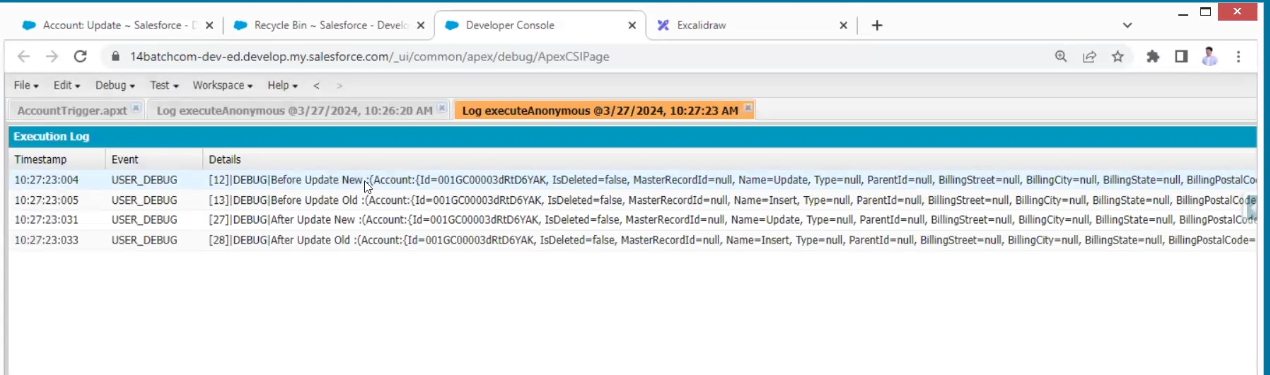 Account: Update ~ Salesforce - D
Recycle Bin ~ Salesforce - Develo
Developer Console
Excalidraw
14batchcom-dev-ed.develop.my.salesforce.com/_ui/common/apex/debug/ApexCSIPage
File Edit Debug Test Workspace Help < >
AccountTrigger.apxt
Log executeAnonymous @3/27/2024, 10:26:20 AM
Log executeAnonymous @3/27/2024, 10:27:23 AM
Execution Log
Timestamp Event Details
10:27:23:004 USER_DEBUG [12]|DEBUG|Before Update New :(Account:{Id=001GC00003dRtD6YAK, IsDeleted=false, MasterRecordId=null, Name=Update, Type=null, ParentId=null, BillingStreet=null, BillingCity=null, BillingState=null, BillingPostalCo
10:27:23:005 USER_DEBUG [13]|DEBUG|Before Update Old :(Account:{Id=001GC00003dRtD6YAK, IsDeleted=false, MasterRecordId=null, Name=Insert, Type=null, ParentId=null, BillingStreet=null, BillingCity=null, BillingState=null, BillingPostalCode
10:27:23:031 USER_DEBUG [27]|DEBUG|After Update New :(Account:{Id=001GC00003dRtD6YAK, IsDeleted=false, MasterRecordId=null, Name=Update, Type=null, ParentId=null, BillingStreet=null, BillingCity=null, BillingState=null, BillingPostalCode
10:27:23:033 USER_DEBUG [28]|DEBUG|After Update Old :(Account:{Id=001GC00003dRtD6YAK, IsDeleted=false, MasterRecordId=null, Name=Insert, Type=null, ParentId=null, BillingStreet=null, BillingCity=null, BillingState=null, BillingPostalCode=